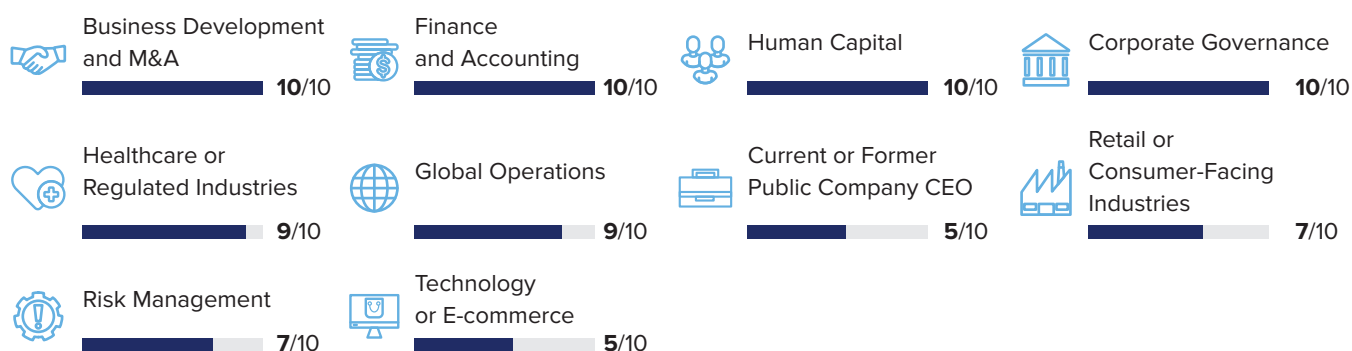 Business Development
and M&A
10/10
Finance
and Accounting
10/10
Human Capital
10/10
Corporate Governance
10/10
Healthcare or
Regulated Industries
9/10
Global Operations
9/10
Current or Former
Public Company CEO
5/10
Retail or
Consumer-Facing
Industries
7/10
Risk Management
7/10
Technology
or E-commerce
5/10